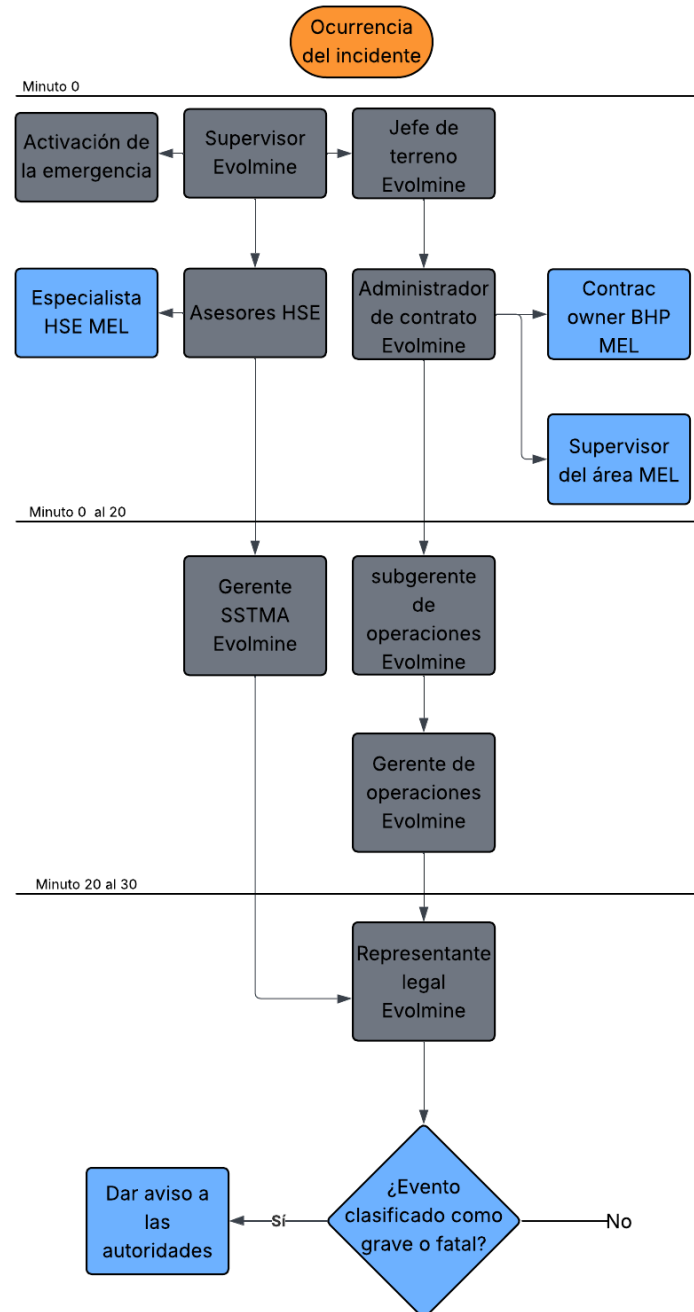 Ocurrencia
del incidente
Minuto 0
Activación de
la emergencia
Supervisor
Evolmine
Jefe de
terreno
Evolmine
Especialista
HSE MEL
Asesores HSE
Administrador
de contrato
Evolmine
Contrac
owner BHP
MEL
Supervisor
del área MEL
Minuto 0 al 20
Gerente
SSTMA
Evolmine
subgerente
de
operaciones
Evolmine
Gerente de
operaciones
Evolmine
Minuto 20 al 30
Representante
legal
Evolmine
¿Evento
clasificado como
grave o fatal?
Sí
No
Dar aviso a
las
autoridades